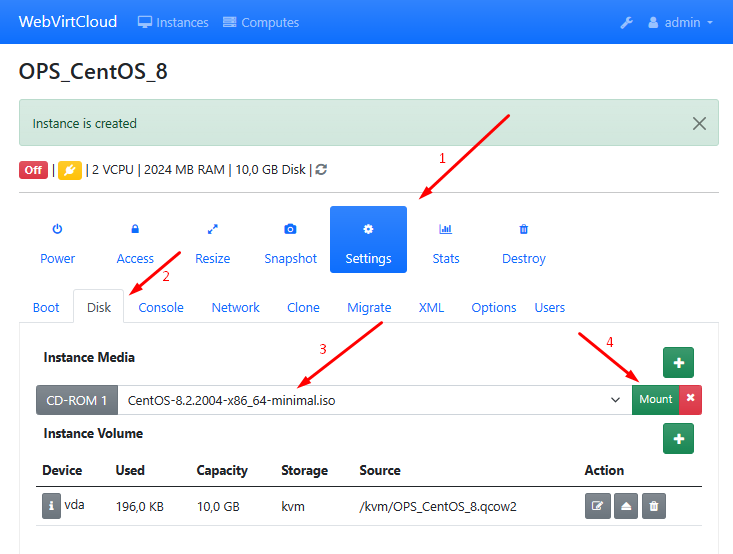 WebVirtCloud Instances Computes admin
OPS_CentOS_8
Instance is created
1
Off | | 2 VCPU | 2024 MB RAM | 10,0 GB Disk |
Power Access Resize Snapshot Settings Stats Destroy
2
Boot Disk Console Network Clone Migrate XML Options Users
3 4
Instance Media
CD-ROM 1 CentOS-8.2.2004-x86_64-minimal.iso Mount
Instance Volume
Device Used Capacity Storage Source Action
vda 196,0 KB 10,0 GB kvm /kvm/OPS_CentOS_8.qcow2